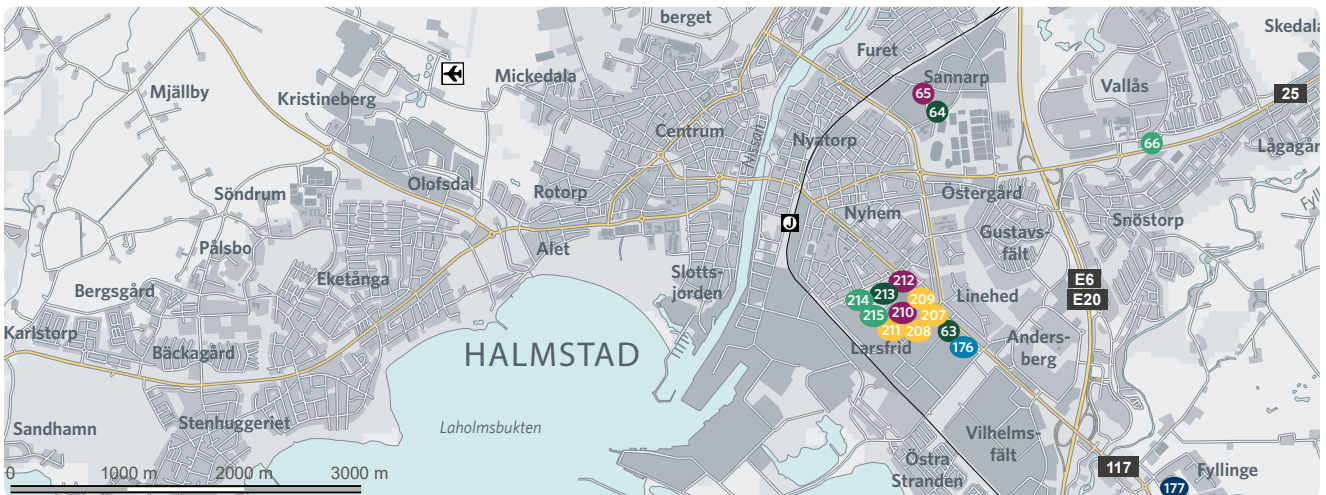 berget
Skedala
Furet
Mickedala
Sannarp
Mjällby
Kristineberg
65
64
Vallås
25
Centrum
Nissan
Nyatorp
66
Lågagård
Söndrum
Olofsdal
Rotorp
Östergård
Pålsbo
Alet
J
Nyhem
Gustavs-
fält
Snöstorp
Fyll
Eketånga
Slotts-
jorden
Bergsgård
212
213
214
209
215
210
207
Linehed
E6
E20
Karlstorp
Bäckagård
HALMSTAD
211
208
63
176
Larsfrid
Anders-
berg
Sandhamn
Stenhuggeriet
Laholmsbukten
Vilhelms-
fält
Östra
Stranden
117
Fyllinge
177
0
1000 m
2000 m
3000 m